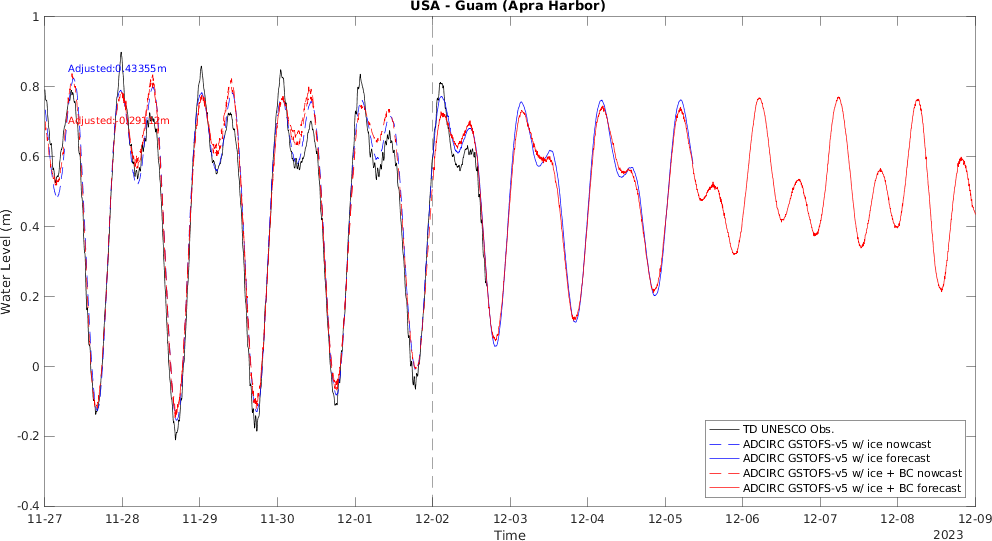 USA - Guam (Apra Harbor)
1
0.8
0.6
0.4
0.2
0
-0.2
-0.4
Water Level (m)
Adjusted:0.43355m
TD UNESCO Obs.
ADCIRC GSTOFS-v5 w/ ice nowcast
ADCIRC GSTOFS-v5 w/ ice forecast
ADCIRC GSTOFS-v5 w/ ice + BC nowcast
ADCIRC GSTOFS-v5 w/ ice + BC forecast
11-27 11-28 11-29 11-30 12-01 12-02 12-03 12-04 12-05 12-06 12-07 12-08 12-09
Time
2023